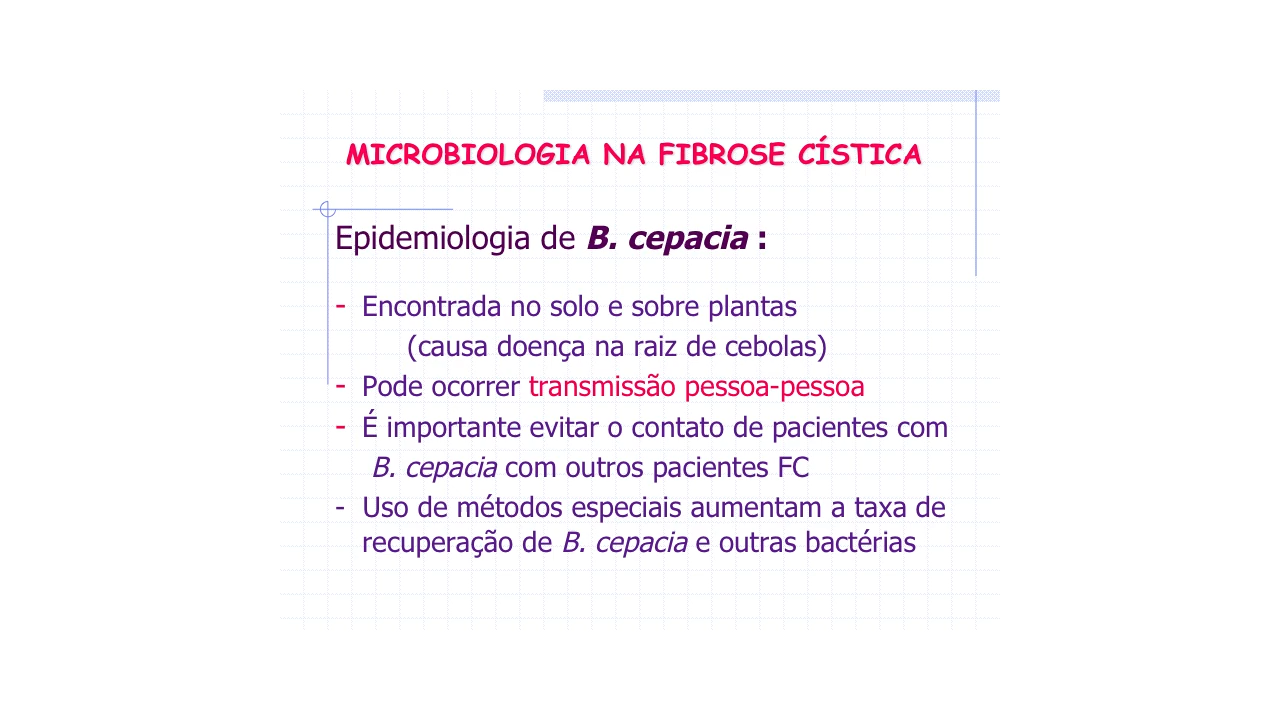 MICROBIOLOGIA NA FIBROSE CÍSTICA
Epidemiologia de B. cepacia :
- Encontrada no solo e sobre plantas
(causa doença na raiz de cebolas)
- Pode ocorrer transmissão pessoa-pessoa
- É importante evitar o contato de pacientes com
B. cepacia com outros pacientes FC
- Uso de métodos especiais aumentam a taxa de
recuperação de B. cepacia e outras bactérias